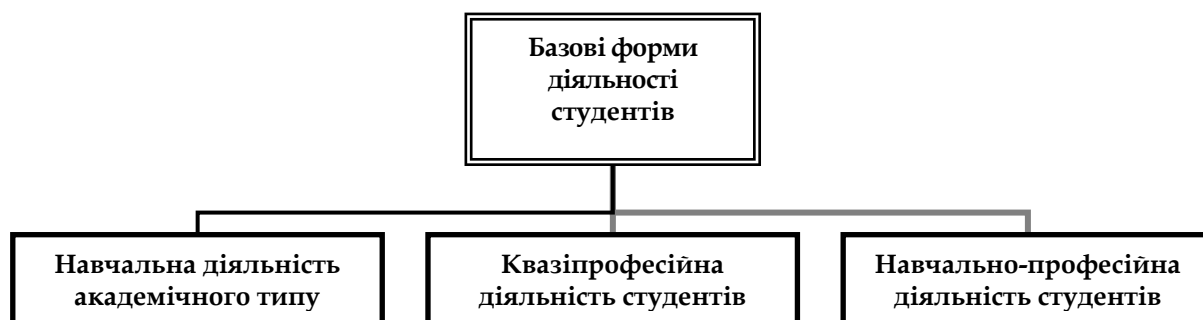 Базові форми
діяльності
студентів
Навчальна діяльність
академічного типу
Квазіпрофесійна
діяльність студентів
Навчально-професійна
діяльність студентів